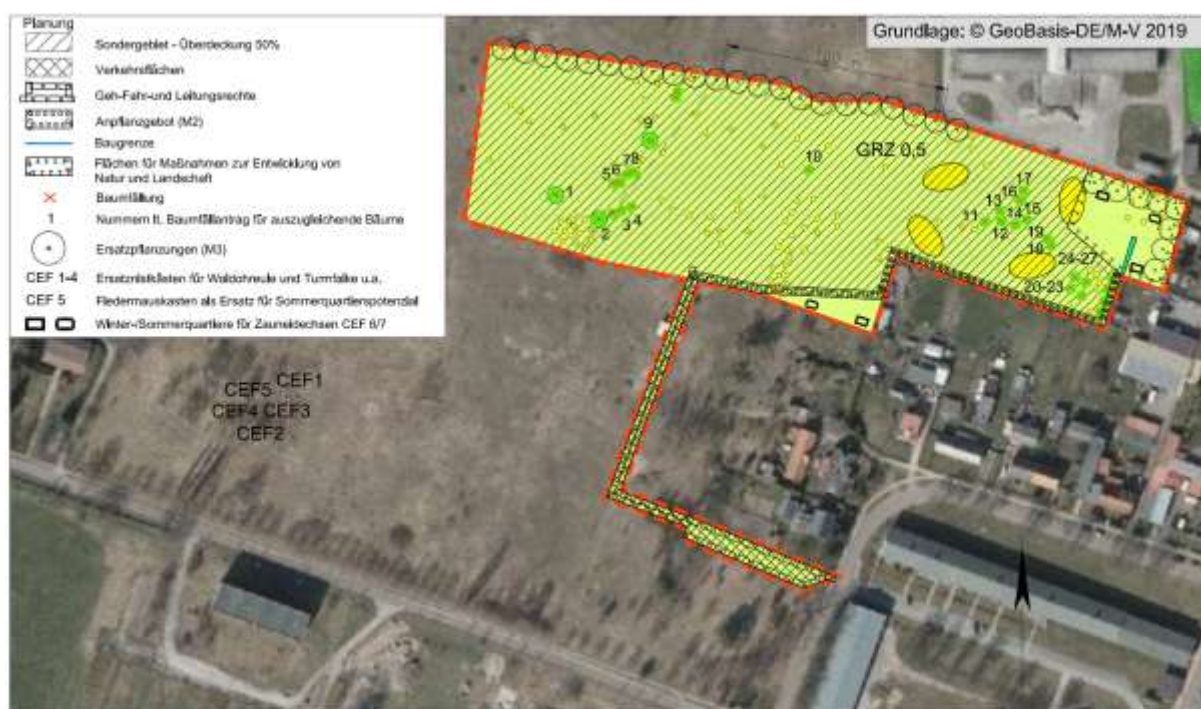 Planung
Sondergebiet - Überdeckung 50%
Verkehrsflächen
Geh-Fahr-und Leitungsrechte
Anpflanzgebot (M2)
Baugrenze
Flächen für Maßnahmen zur Entwicklung von
Natur und Landschaft
Baumfällung
1 Nummern lt. Baumfällantrag für auszugleichende Bäume
Ersatzpflanzungen (M3)
CEF 1-4 Ersatznistkästen für Waldohreule und Turmfalke u.a.
CEF 5 Fledermauskasten als Ersatz für Sommerquartierspotenzial
Winter-/Sommerquartiere für Zauneidechsen CEF 6/7
Grundlage: © GeoBasis-DE/M-V 2019
100
9
78
5 6
1
3 4
2
10
GRZ 0,5
17
16
13
15
14
11
12
19
18
24-27
20-23
CEF5 CEF1
CEF4 CEF3
CEF2